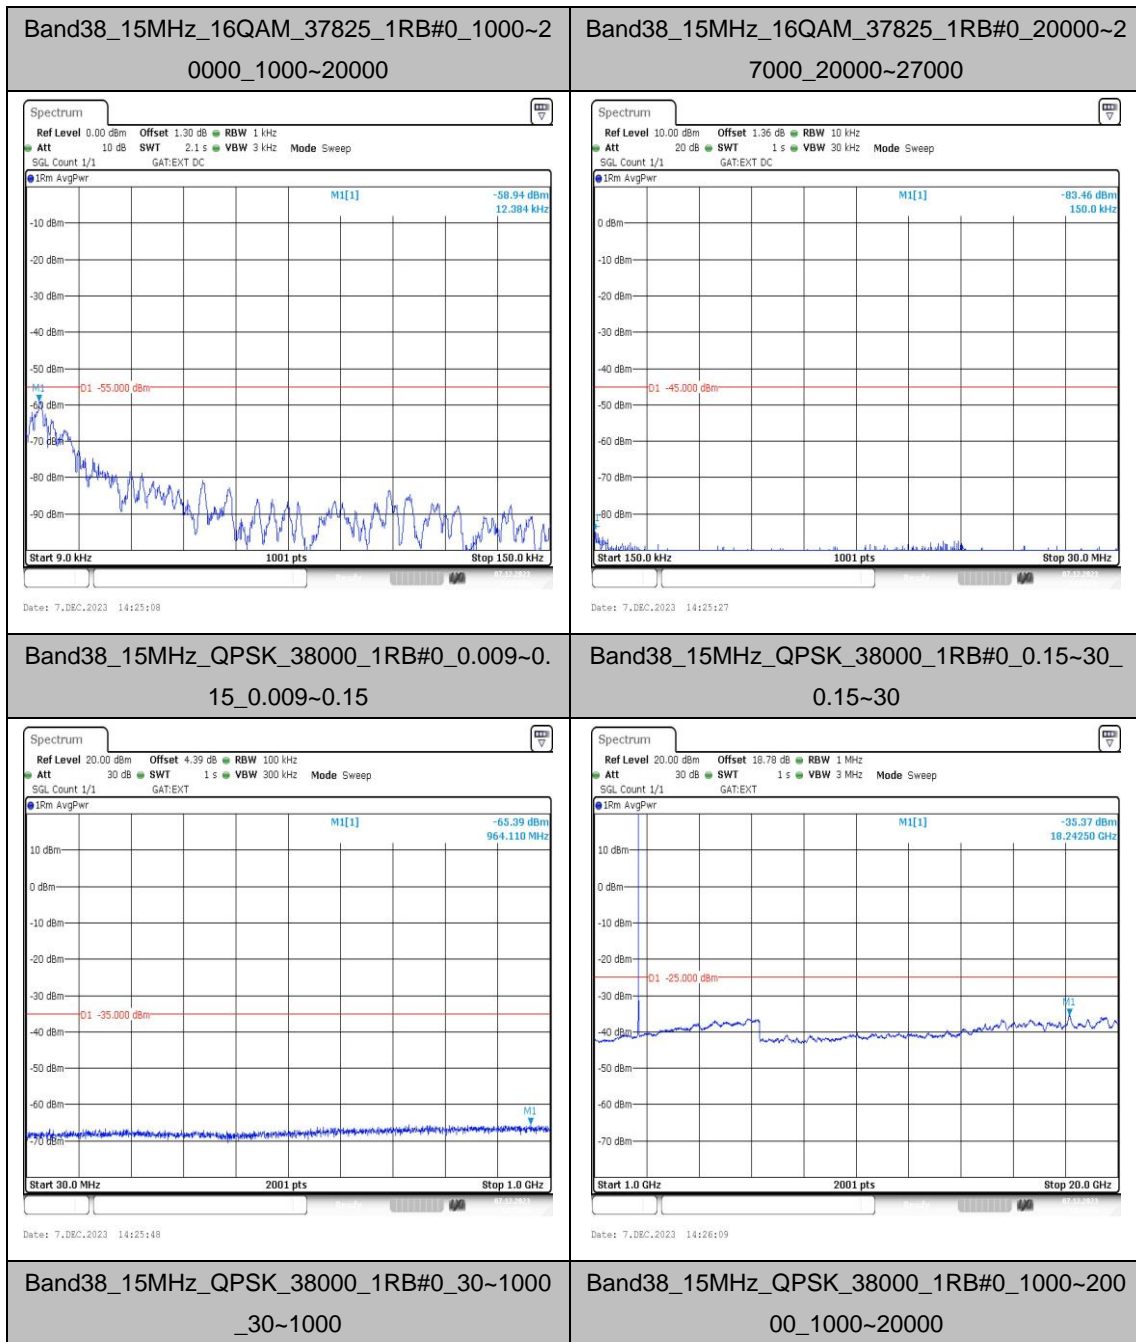 Band38_15MHz_16QAM_37825_1RB#0_1000~2
0000_1000~20000
Band38_15MHz_16QAM_37825_1RB#0_20000~2
7000_20000~27000
Spectrum
Ref Level 0.00 dBm Offset 1.30 dB RBW 1 kHz
Att 10 dB SWT 2.1 s VBW 3 kHz Mode Sweep
SGL Count 1/1 GAT:EXT DC
1Rm AvgPwr
M1[1] -58.94 dBm
12.384 kHz
-10 dBm
-20 dBm
-30 dBm
-40 dBm
-50 dBm
M1 D1 -55.000 dBm
-60 dBm
-70 dBm
-80 dBm
-90 dBm
Start 9.0 kHz 1001 pts Stop 150.0 kHz
Date: 7.DEC.2023 14:25:08
Spectrum
Ref Level 10.00 dBm Offset 1.36 dB RBW 10 kHz
Att 20 dB SWT 1 s VBW 30 kHz Mode Sweep
SGL Count 1/1 GAT:EXT DC
1Rm AvgPwr
M1[1] -83.46 dBm
150.0 kHz
0 dBm
-10 dBm
-20 dBm
-30 dBm
-40 dBm
D1 -45.000 dBm
-50 dBm
-60 dBm
-70 dBm
-80 dBm
Start 150.0 kHz 1001 pts Stop 30.0 MHz
Date: 7.DEC.2023 14:25:27
Band38_15MHz_QPSK_38000_1RB#0_0.009~0.
15_0.009~0.15
Band38_15MHz_QPSK_38000_1RB#0_0.15~30_
0.15~30
Spectrum
Ref Level 20.00 dBm Offset 4.39 dB RBW 100 kHz
Att 30 dB SWT 1 s VBW 300 kHz Mode Sweep
SGL Count 1/1 GAT:EXT
1Rm AvgPwr
M1[1] -65.39 dBm
964.110 MHz
10 dBm
0 dBm
-10 dBm
-20 dBm
-30 dBm
D1 -35.000 dBm
-40 dBm
-50 dBm
-60 dBm
M1
-70 dBm
Start 30.0 MHz 2001 pts Stop 1.0 GHz
Date: 7.DEC.2023 14:25:48
Spectrum
Ref Level 20.00 dBm Offset 18.78 dB RBW 1 MHz
Att 30 dB SWT 1 s VBW 3 MHz Mode Sweep
SGL Count 1/1 GAT:EXT
1Rm AvgPwr
M1[1] -35.37 dBm
18.24250 GHz
10 dBm
0 dBm
-10 dBm
-20 dBm
D1 -25.000 dBm
-30 dBm
M1
-40 dBm
-50 dBm
-60 dBm
-70 dBm
Start 1.0 GHz 2001 pts Stop 20.0 GHz
Date: 7.DEC.2023 14:26:09
Band38_15MHz_QPSK_38000_1RB#0_30~1000
_30~1000
Band38_15MHz_QPSK_38000_1RB#0_1000~200
00_1000~20000